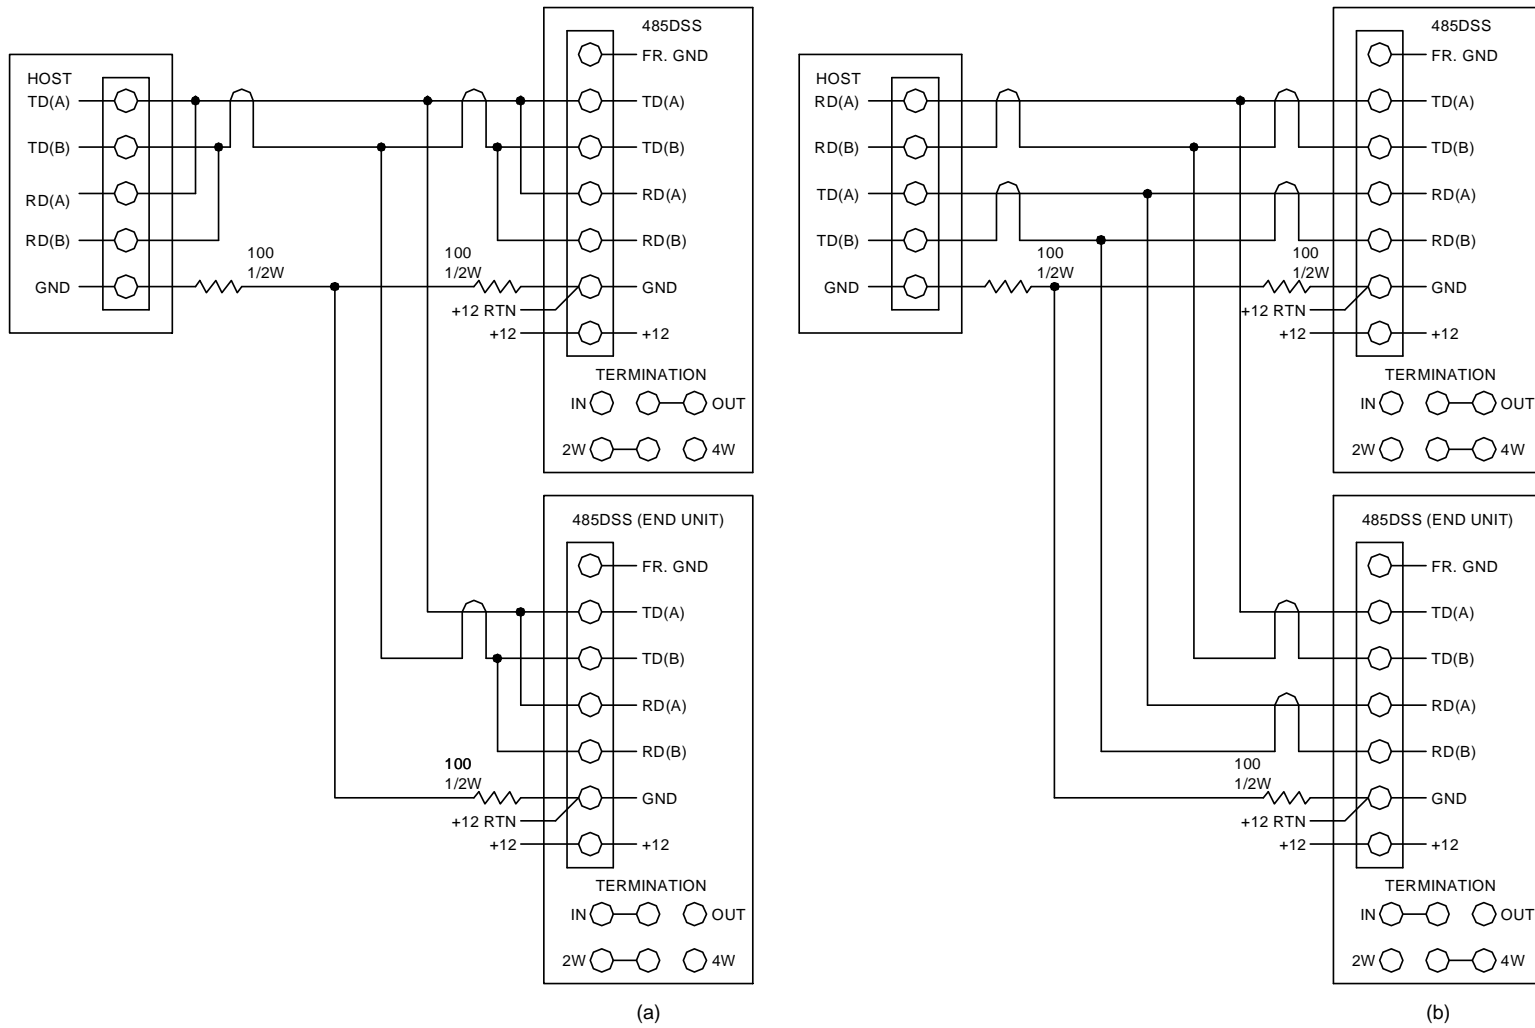 485DSS
FR. GND
HOST
TD(A)
TD(A)
TD(B)
TD(B)
RD(A)
RD(A)
RD(B)
RD(B)
100
1/2W
100
1/2W
GND
GND
+12 RTN
+12
+12
TERMINATION
IN
OUT
2W
4W
485DSS (END UNIT)
FR. GND
TD(A)
TD(B)
RD(A)
RD(B)
100
1/2W
GND
+12 RTN
+12
+12
TERMINATION
IN
OUT
2W
4W
(a)
485DSS
FR. GND
HOST
RD(A)
TD(A)
RD(B)
TD(B)
TD(A)
RD(A)
TD(B)
RD(B)
100
1/2W
100
1/2W
GND
GND
+12 RTN
+12
+12
TERMINATION
IN
OUT
2W
4W
485DSS (END UNIT)
FR. GND
TD(A)
TD(B)
RD(A)
RD(B)
100
1/2W
GND
+12 RTN
+12
+12
TERMINATION
IN
OUT
2W
4W
(b)